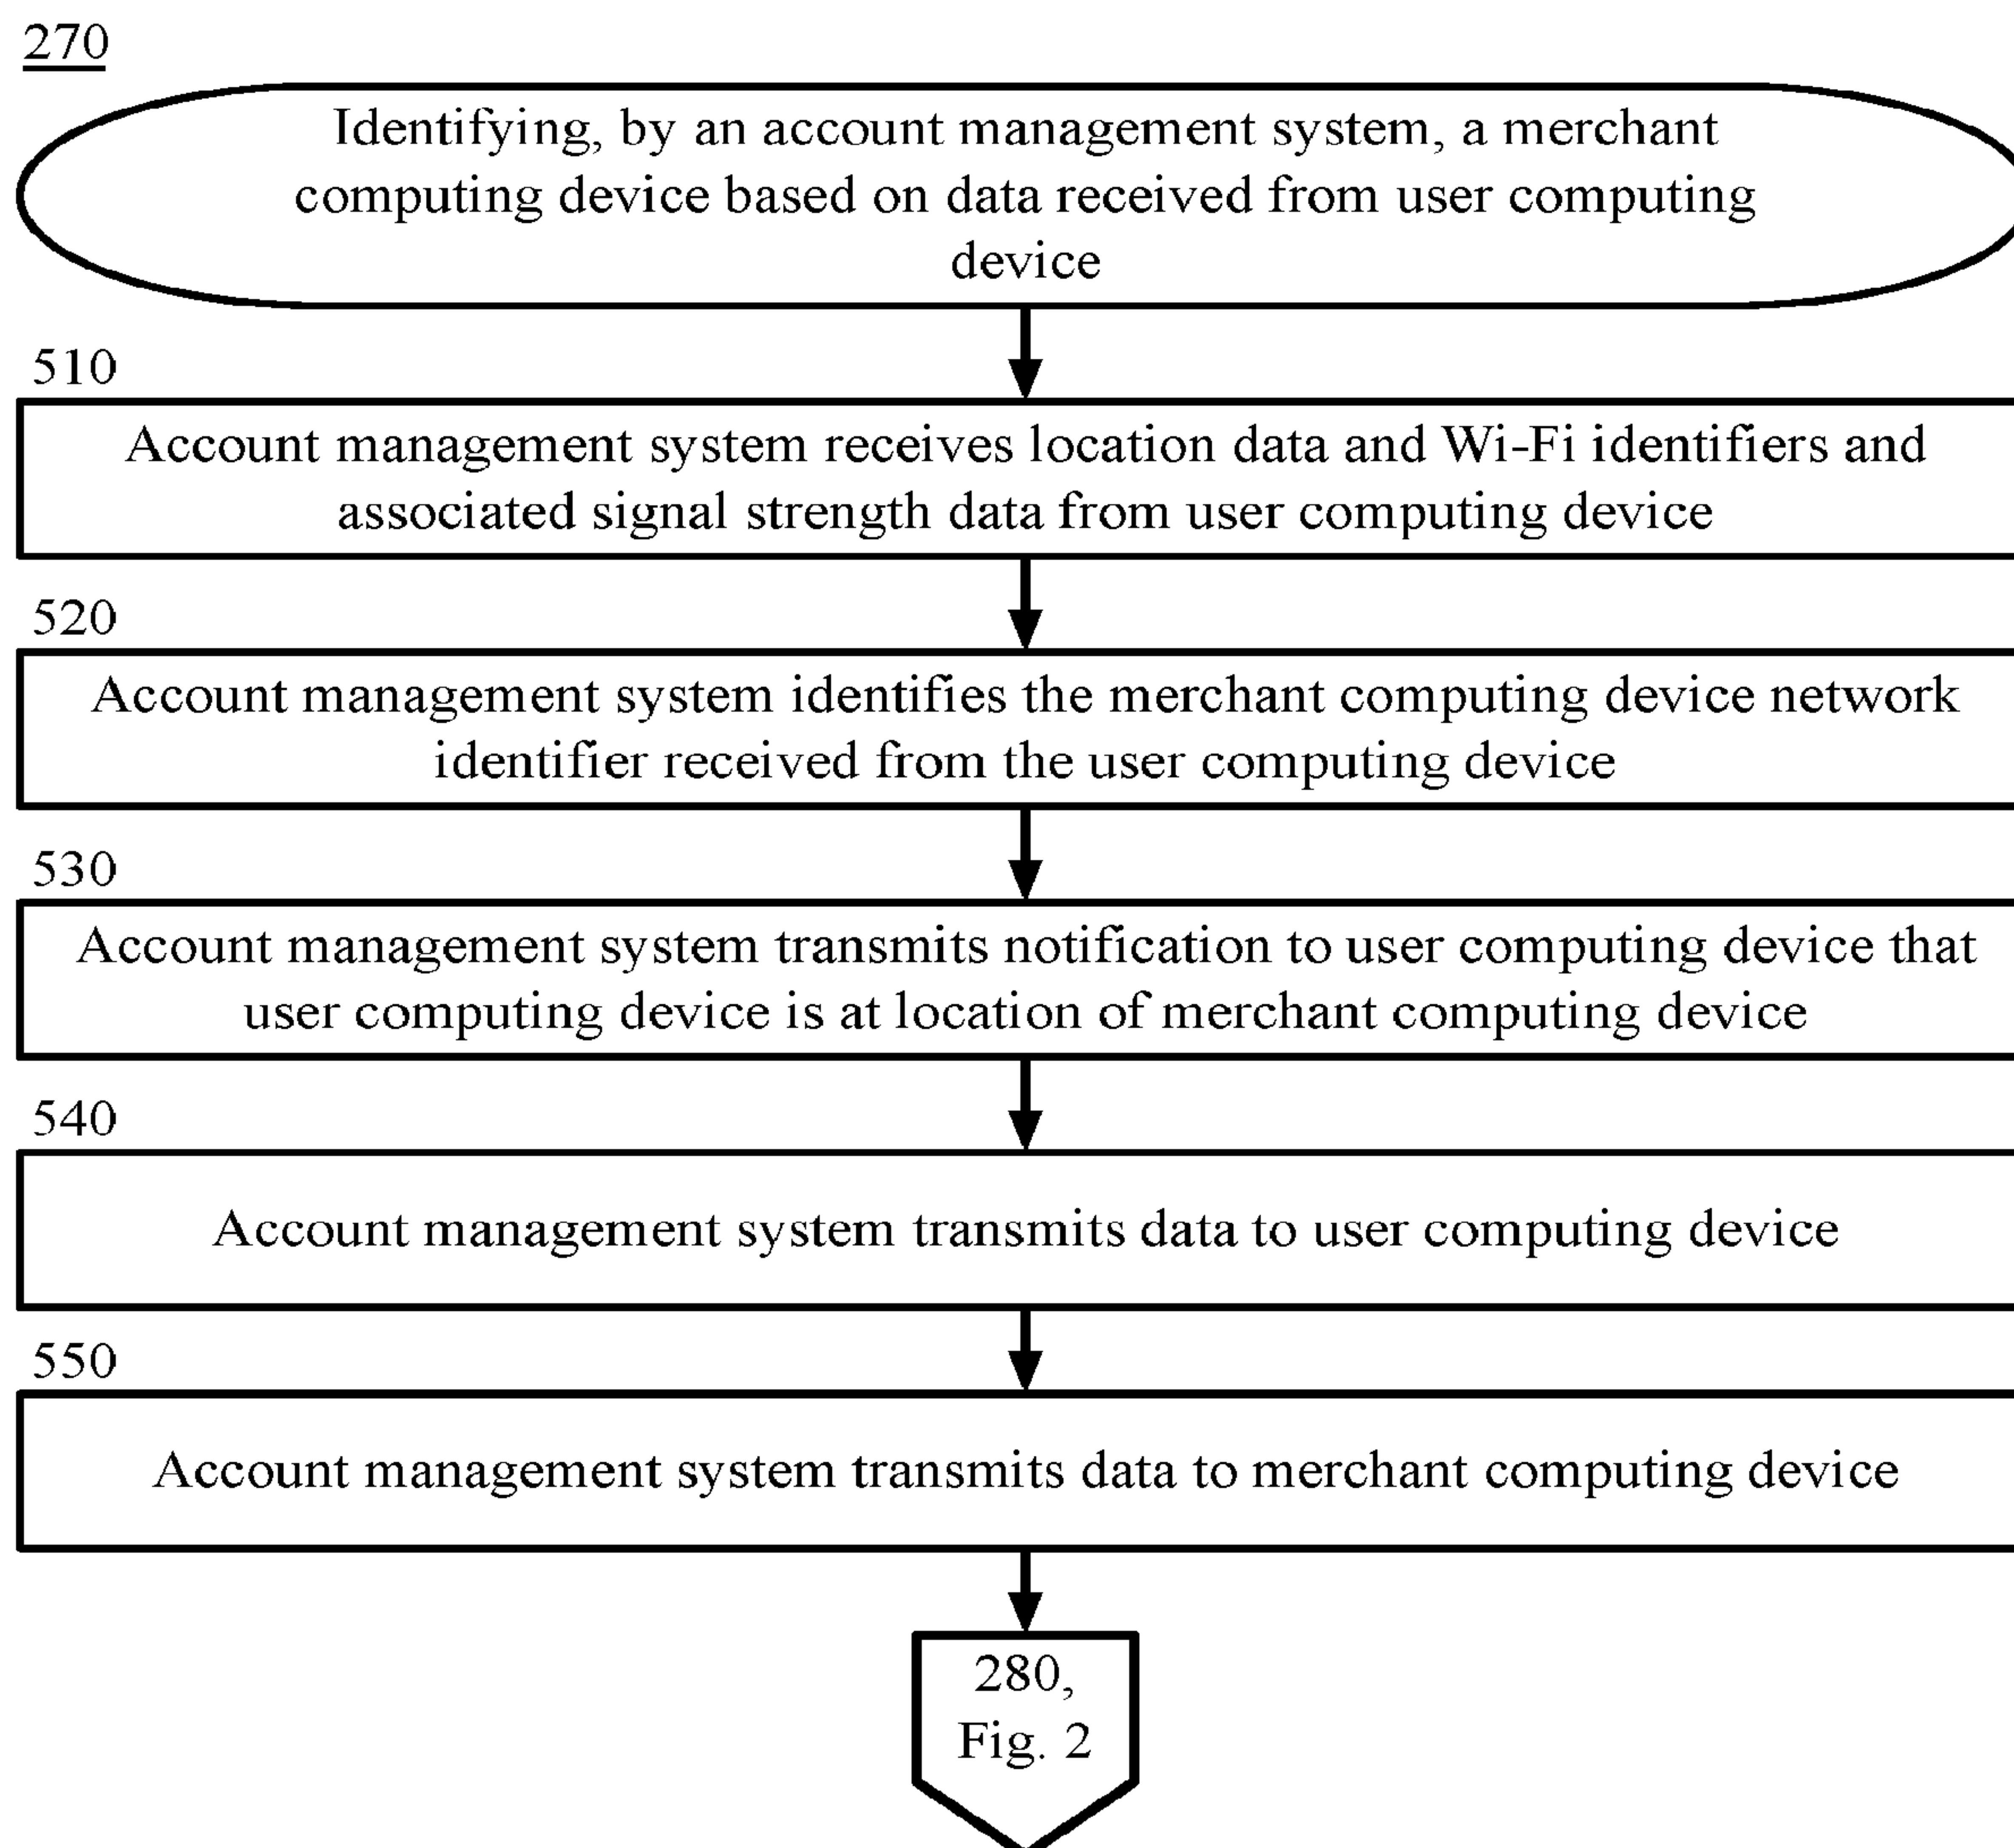 270
Identifying, by an account management system, a merchant
computing device based on data received from user computing
device
510
Account management system receives location data and Wi-Fi identifiers and
associated signal strength data from user computing device
520
Account management system identifies the merchant computing device network
identifier received from the user computing device
530
Account management system transmits notification to user computing device that
user computing device is at location of merchant computing device
540
Account management system transmits data to user computing device
550
Account management system transmits data to merchant computing device
280,
Fig. 2